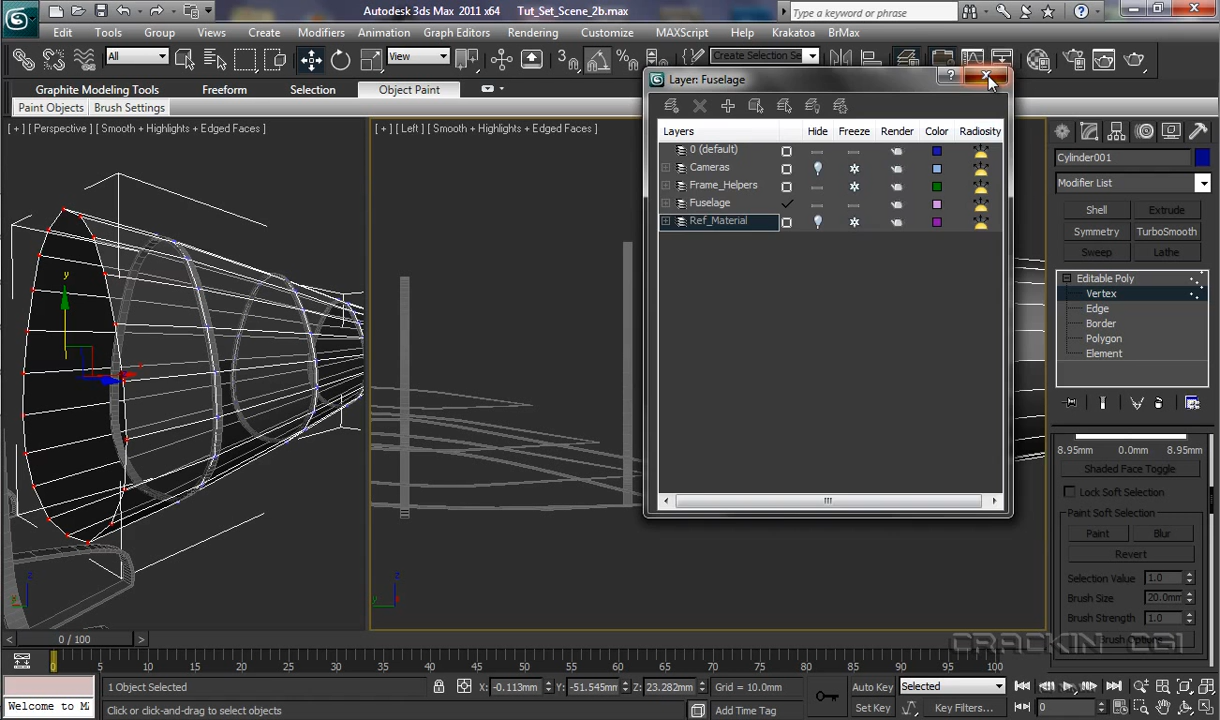 Autodesk 3ds Max 2011 x64 Tut_Set_Scene_2b.max
Type a keyword or phrase
Edit Tools Group Views Create Modifiers Animation Graph Editors Rendering Customize MAXScript Help Krakatoa BrMax
All View Create Selection Se
Graphite Modeling Tools Freeform Selection Object Paint
Paint Objects Brush Settings
[ + ] [ Perspective ] [ Smooth + Highlights + Edged Faces ]
[ + ] [ Left ] [ Smooth + Highlights + Edged Faces ]
Layer: Fuselage
Layers Hide Freeze Render Color Radiosity
0 (default)
Cameras
Frame_Helpers
Fuselage
Ref_Material
Cylinder001
Modifier List
Shell Extrude
Symmetry TurboSmooth
Sweep Lathe
Editable Poly
Vertex
Edge
Border
Polygon
Element
8.95mm 0.0mm 8.95mm
Shaded Face Toggle
Lock Soft Selection
Paint Soft Selection
Paint Blur
Revert
Selection Value 1.0
Brush Size 20.0mm
Brush Strength 1.0
Brush Options
CRACKIN CGI
y
z
z
y
0 / 100
0 5 10 15 20 25 30 35 40 45 50 55 60 65 70 75 80 85 90 95 100
1 Object Selected X: -0.113mm Y: -51.545mm Z: 23.282mm Grid = 10.0mm Auto Key Selected
Welcome to M Click or click-and-drag to select objects Add Time Tag Set Key Key Filters... 0